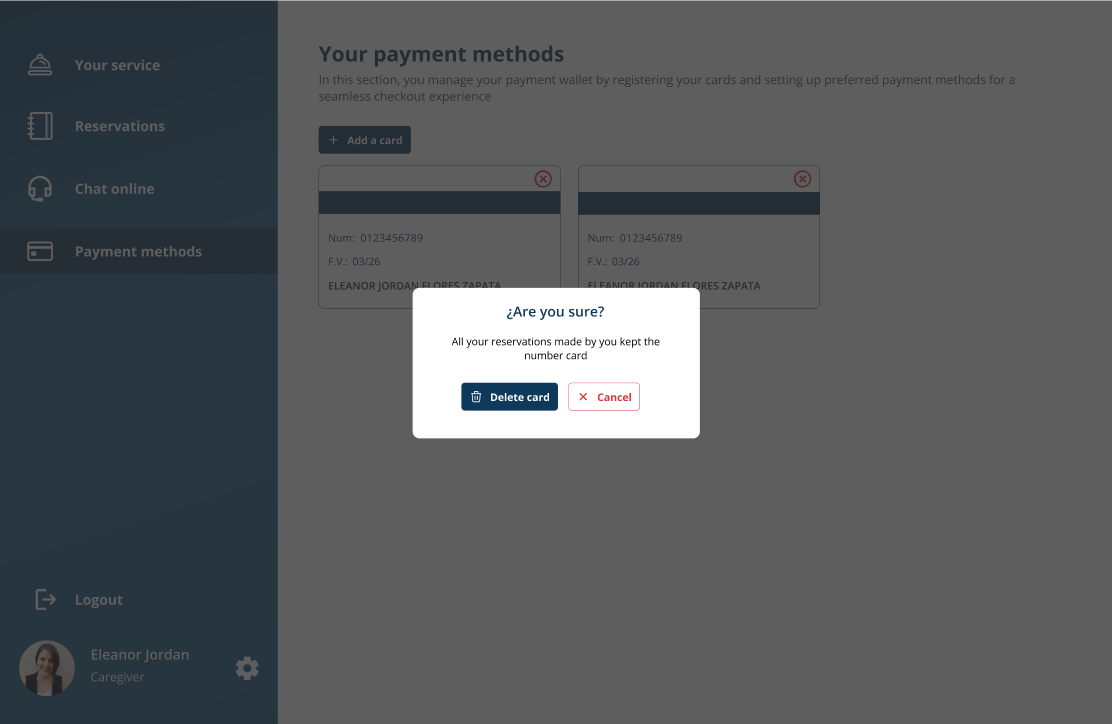 Your service
Reservations
Chat online
Payment methods
Logout
Eleanor Jordan
Caregiver
Your payment methods
In this section, you manage your payment wallet by registering your cards and setting up preferred payment methods for a
seamless checkout experience
+ Add a card
Num: 0123456789
F.V.: 03/26
ELEANOR JORDAN FLORES ZAPATA
Num: 0123456789
F.V.: 03/26
ELEANOR JORDAN FLORES ZAPATA
¿Are you sure?
All your reservations made by you kept the
number card
Delete card
Cancel